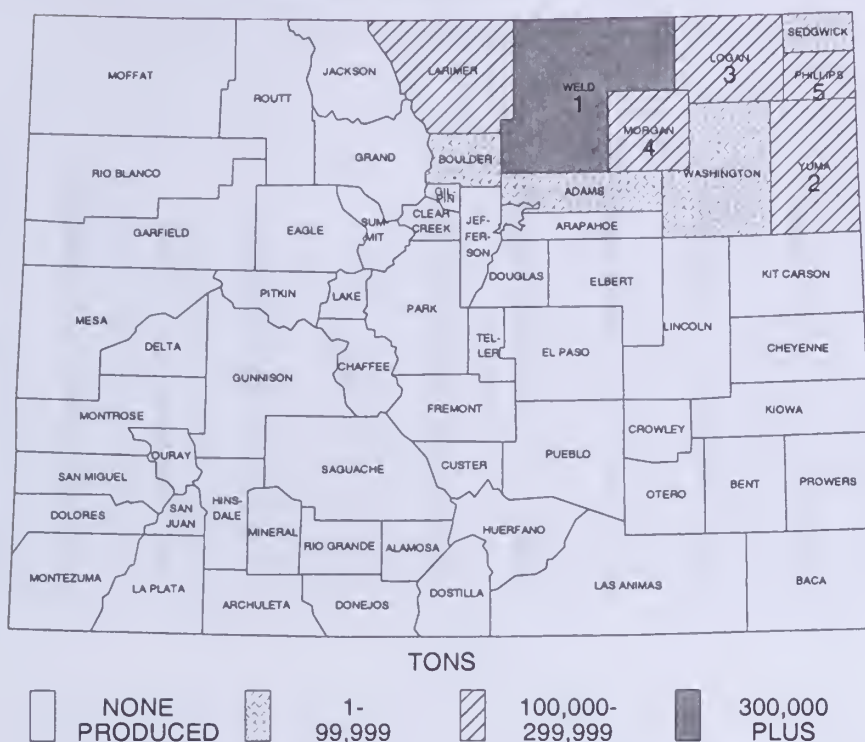 SEDGWICK
MOFFAT
JACKSON
LARIMER
LOGAN
3
PHILLIPS
5
ROUTT
WELD
1
MORGAN
4
RIO BLANCO
GRAND
BOULDER
WASHINGTON
YUMA
2
ADAMS
GIL-
PIN
CLEAR
CREEK
JEF-
FER-
SON
ARAPAHOE
GARFIELD
EAGLE
SUM-
MIT
DOUGLAS
ELBERT
KIT CARSON
PITKIN
LAKE
PARK
MESA
LINCOLN
DELTA
TEL-
LER
EL PASO
CHEYENNE
GUNNISON
CHAFFEE
MONTROSE
FREMONT
KIOWA
CROWLEY
OURAY
PUEBLO
SAN MIGUEL
SAGUACHE
CUSTER
OTERO
BENT
PROWERS
DOLORES
SAN
JUAN
HINS-
DALE
MINERAL
RIO GRANDE
ALAMOSA
HUERFANO
MONTEZUMA
LA PLATA
ARCHULETA
DONEJOS
DOSTILLA
LAS ANIMAS
BACA
TONS
NONE
PRODUCED
1-
99,999
100,000-
299,999
300,000
PLUS